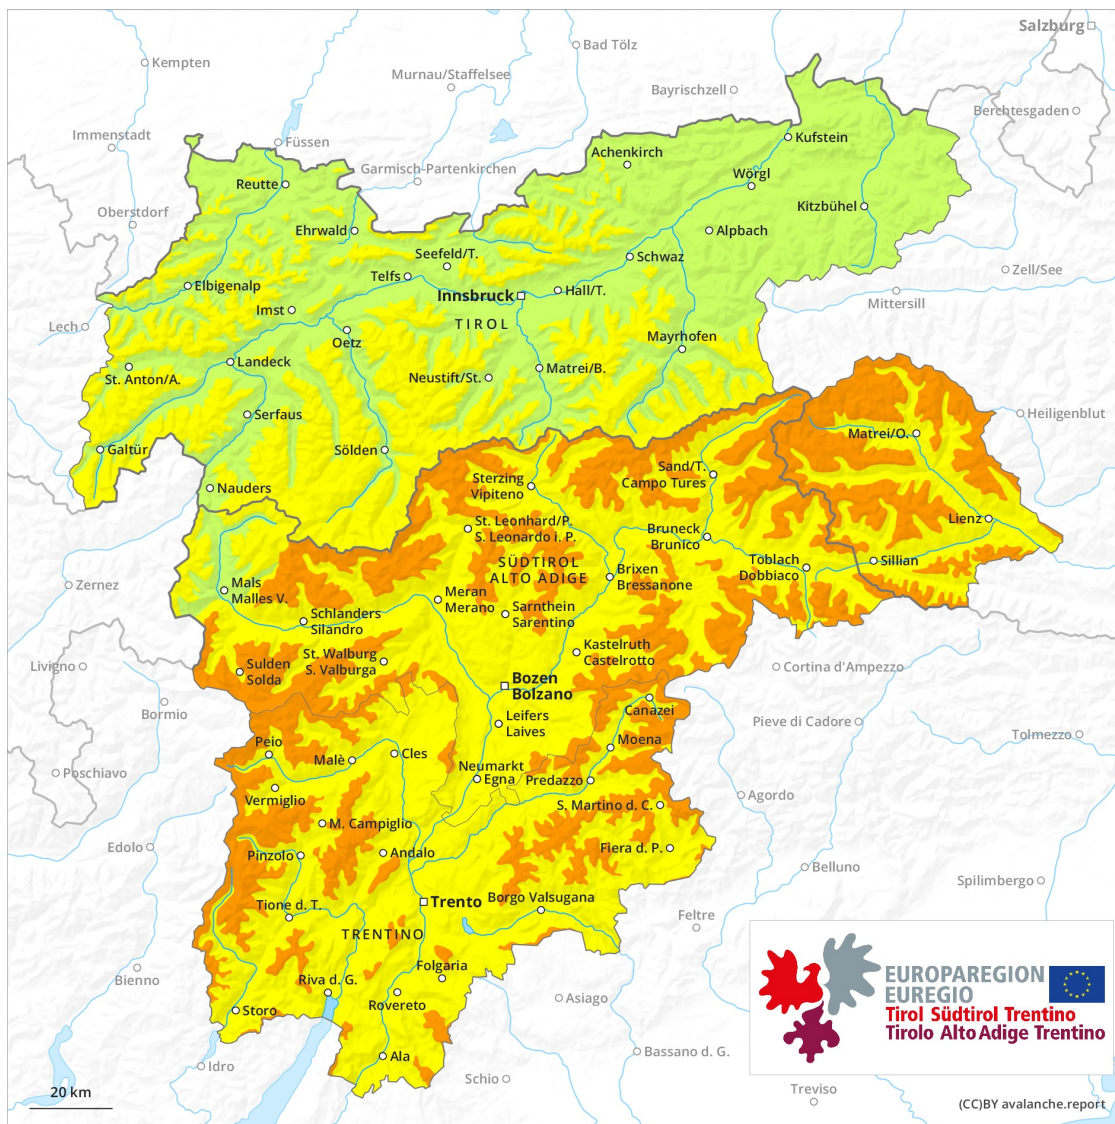 Salzburg
Bad Tölz
Kempten
Murnau/Staffelsee
Bayrischzell
Berchtesgaden
Immenstadt
Füssen
Kufstein
Achenkirch
Garmisch-Partenkirchen
Wörgl
Reutte
Kitzbühel
Oberstdorf
Ehrwald
Alpbach
Seefeld/T.
Schwaz
Zell/See
Telfs
Elbigenalp
Innsbruck
Hall/T.
Mittersill
Imst
TIROL
Lech
Oetz
Mayrhofen
Landeck
Matrei/B.
St. Anton/A.
Neustift/St.
Serfaus
Heiligenblut
Matrei/O.
Galtür
Sölden
Sand/T.
Campo Tures
Sterzing
Vipiteno
Nauders
St. Leonhard/P.
S. Leonardo i. P.
Lienz
Bruneck
Brunico
SÜDTIROL
ALTO ADIGE
Toblach
Dobbiaco
Sillian
Brixen
Bressanone
Zernez
Mals
Malles V.
Meran
Merano
Sarnthein
Sarentino
Schlanders
Silandro
Kastelruth
Castelrotto
St. Walburg
S. Valburga
Livigno
Sulden
Solda
Cortina d'Ampezzo
Bozen
Bolzano
Bormio
Canazei
Leifers
Laives
Pieve di Cadore
Tolmezzo
Peio
Moena
Cles
Malè
Poschiavo
Neumarkt
Egna
Predazzo
Vermiglio
Agordo
S. Martino d. C.
M. Campiglio
Edolo
Pinzolo
Andalo
Fiera d. P.
Belluno
Spilimbergo
Borgo Valsugana
Trento
Tione d. T.
Feltre
TRENTINO
Folgaria
Bienno
Riva d. G.
Rovereto
Asiago
Storo
EUROPAREGION
EUREGIO
Tirol Südtirol Trentino
Tirolo Alto Adige Trentino
Ala
Bassano d. G.
Idro
Schio
Treviso
20 km
(CC)BY avalanche.report